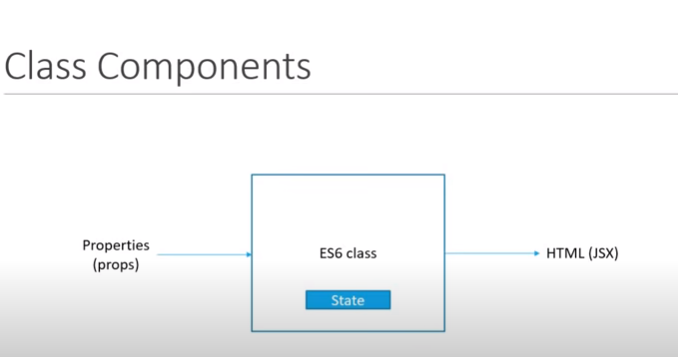 Class Components
Properties
(props)
ES6 class
HTML (JSX)
State